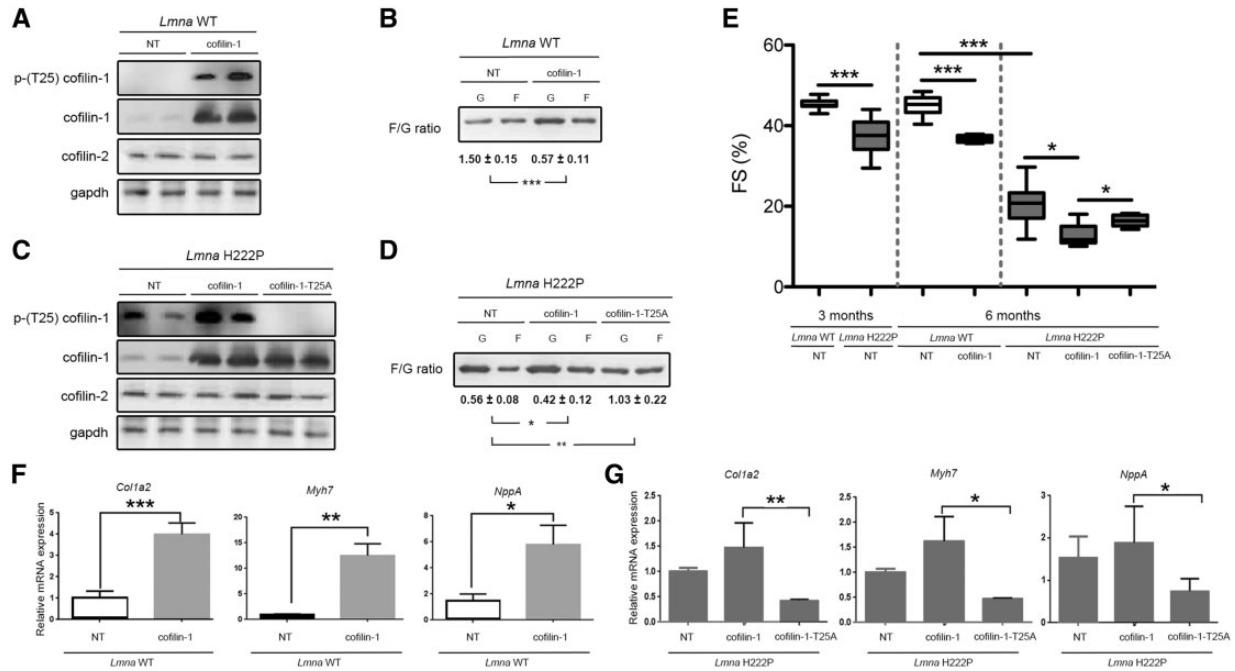 A
Lmna WT
NT cofilin-1
p-(T25) cofilin-1
cofilin-1
cofilin-2
gapdh
B
Lmna WT
NT cofilin-1
G F G F
F/G ratio
1.50 ± 0.15 0.57 ± 0.11
***
C
Lmna H222P
NT cofilin-1 cofilin-1-T25A
p-(T25) cofilin-1
cofilin-1
cofilin-2
gapdh
D
Lmna H222P
NT cofilin-1 cofilin-1-T25A
G F G F G F
F/G ratio
0.56 ± 0.08 0.42 ± 0.12 1.03 ± 0.22
*
**
E
FS (%)
60
40
20
0
*** *** *** * *
3 months 6 months
Lmna WT Lmna H222P Lmna WT Lmna H222P
NT NT NT cofilin-1 NT cofilin-1 cofilin-1-T25A
F
Relative mRNA expression
Col1a2
***
5
4
3
2
1
0
NT cofilin-1
Lmna WT
Myh7
**
20
15
10
5
0
NT cofilin-1
Lmna WT
NppA
*
8
6
4
2
0
NT cofilin-1
Lmna WT
G
Relative mRNA expression
Col1a2
**
2.5
2.0
1.5
1.0
0.5
0.0
NT cofilin-1 cofilin-1-T25A
Lmna H222P
Myh7
*
2.5
2.0
1.5
1.0
0.5
0.0
NT cofilin-1 cofilin-1-T25A
Lmna H222P
NppA
*
4
3
2
1
0
NT cofilin-1 cofilin-1-T25A
Lmna H222P